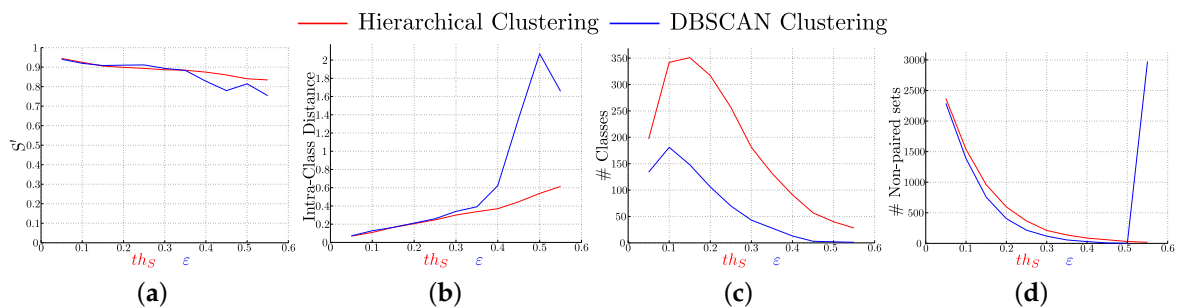 Hierarchical Clustering DBSCAN Clustering
S'
1
0.9
0.8
0.7
0.6
0.5
0.4
0.3
0.2
0.1
0
0 0.1 0.2 0.3 0.4 0.5 0.6
th_S ε
(a)
Intra-Class Distance
2
1.8
1.6
1.4
1.2
1
0.8
0.6
0.4
0.2
0
0 0.1 0.2 0.3 0.4 0.5 0.6
th_S ε
(b)
# Classes
350
300
250
200
150
100
50
0
0 0.1 0.2 0.3 0.4 0.5 0.6
th_S ε
(c)
# Non-paired sets
3000
2500
2000
1500
1000
500
0
0 0.1 0.2 0.3 0.4 0.5 0.6
th_S ε
(d)